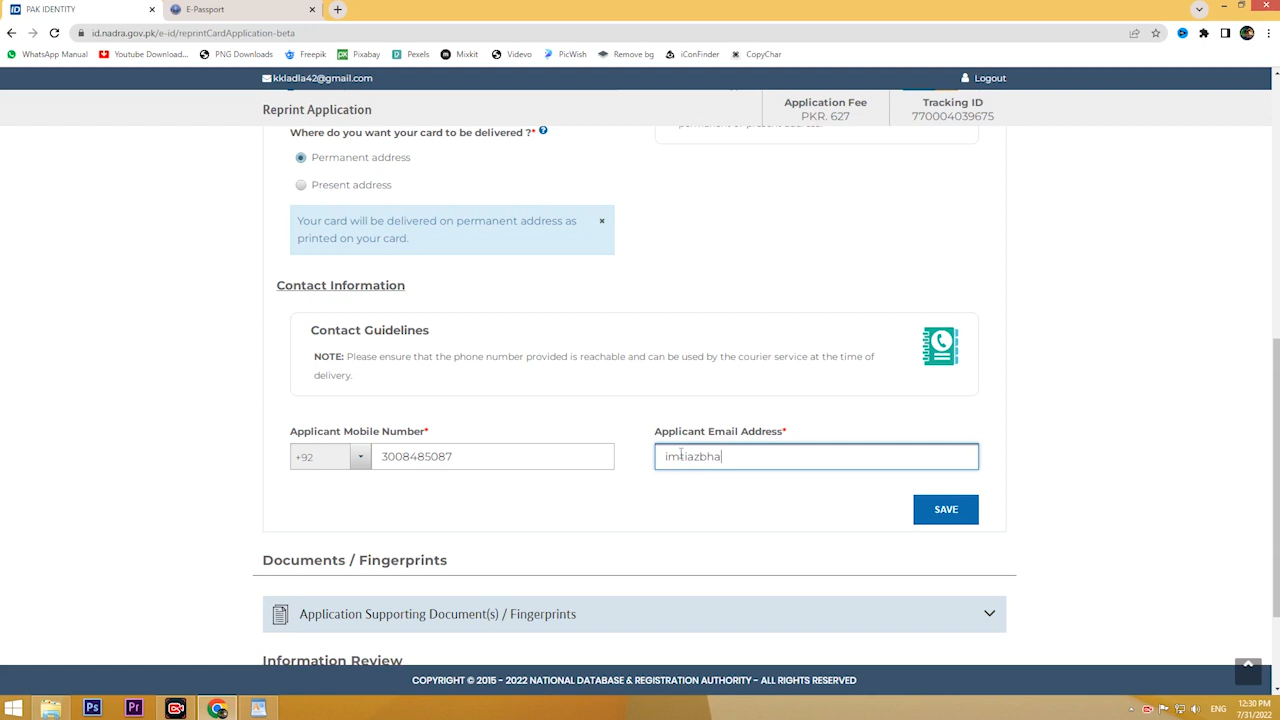 PAK IDENTITY
E-Passport
id.nadra.gov.pk/e-id/reprintCardApplication-beta
WhatsApp Manual
Youtube Download...
PNG Downloads
Freepik
Pixabay
Pexels
Mixkit
Videvo
PicWish
Remove bg
iConFinder
CopyChar
kkladla42@gmail.com
Logout
Reprint Application
Application Fee
PKR. 627
Tracking ID
770004039675
Where do you want your card to be delivered ?*
Permanent address
Present address
Your card will be delivered on permanent address as
printed on your card.
Contact Information
Contact Guidelines
NOTE: Please ensure that the phone number provided is reachable and can be used by the courier service at the time of
delivery.
Applicant Mobile Number*
Applicant Email Address*
+92
3008485087
imtiazbha
SAVE
Documents / Fingerprints
Application Supporting Document(s) / Fingerprints
Information Review
COPYRIGHT © 2015 - 2022 NATIONAL DATABASE & REGISTRATION AUTHORITY - ALL RIGHTS RESERVED
Ps
Pr
ENG
12:30 PM
7/31/2022